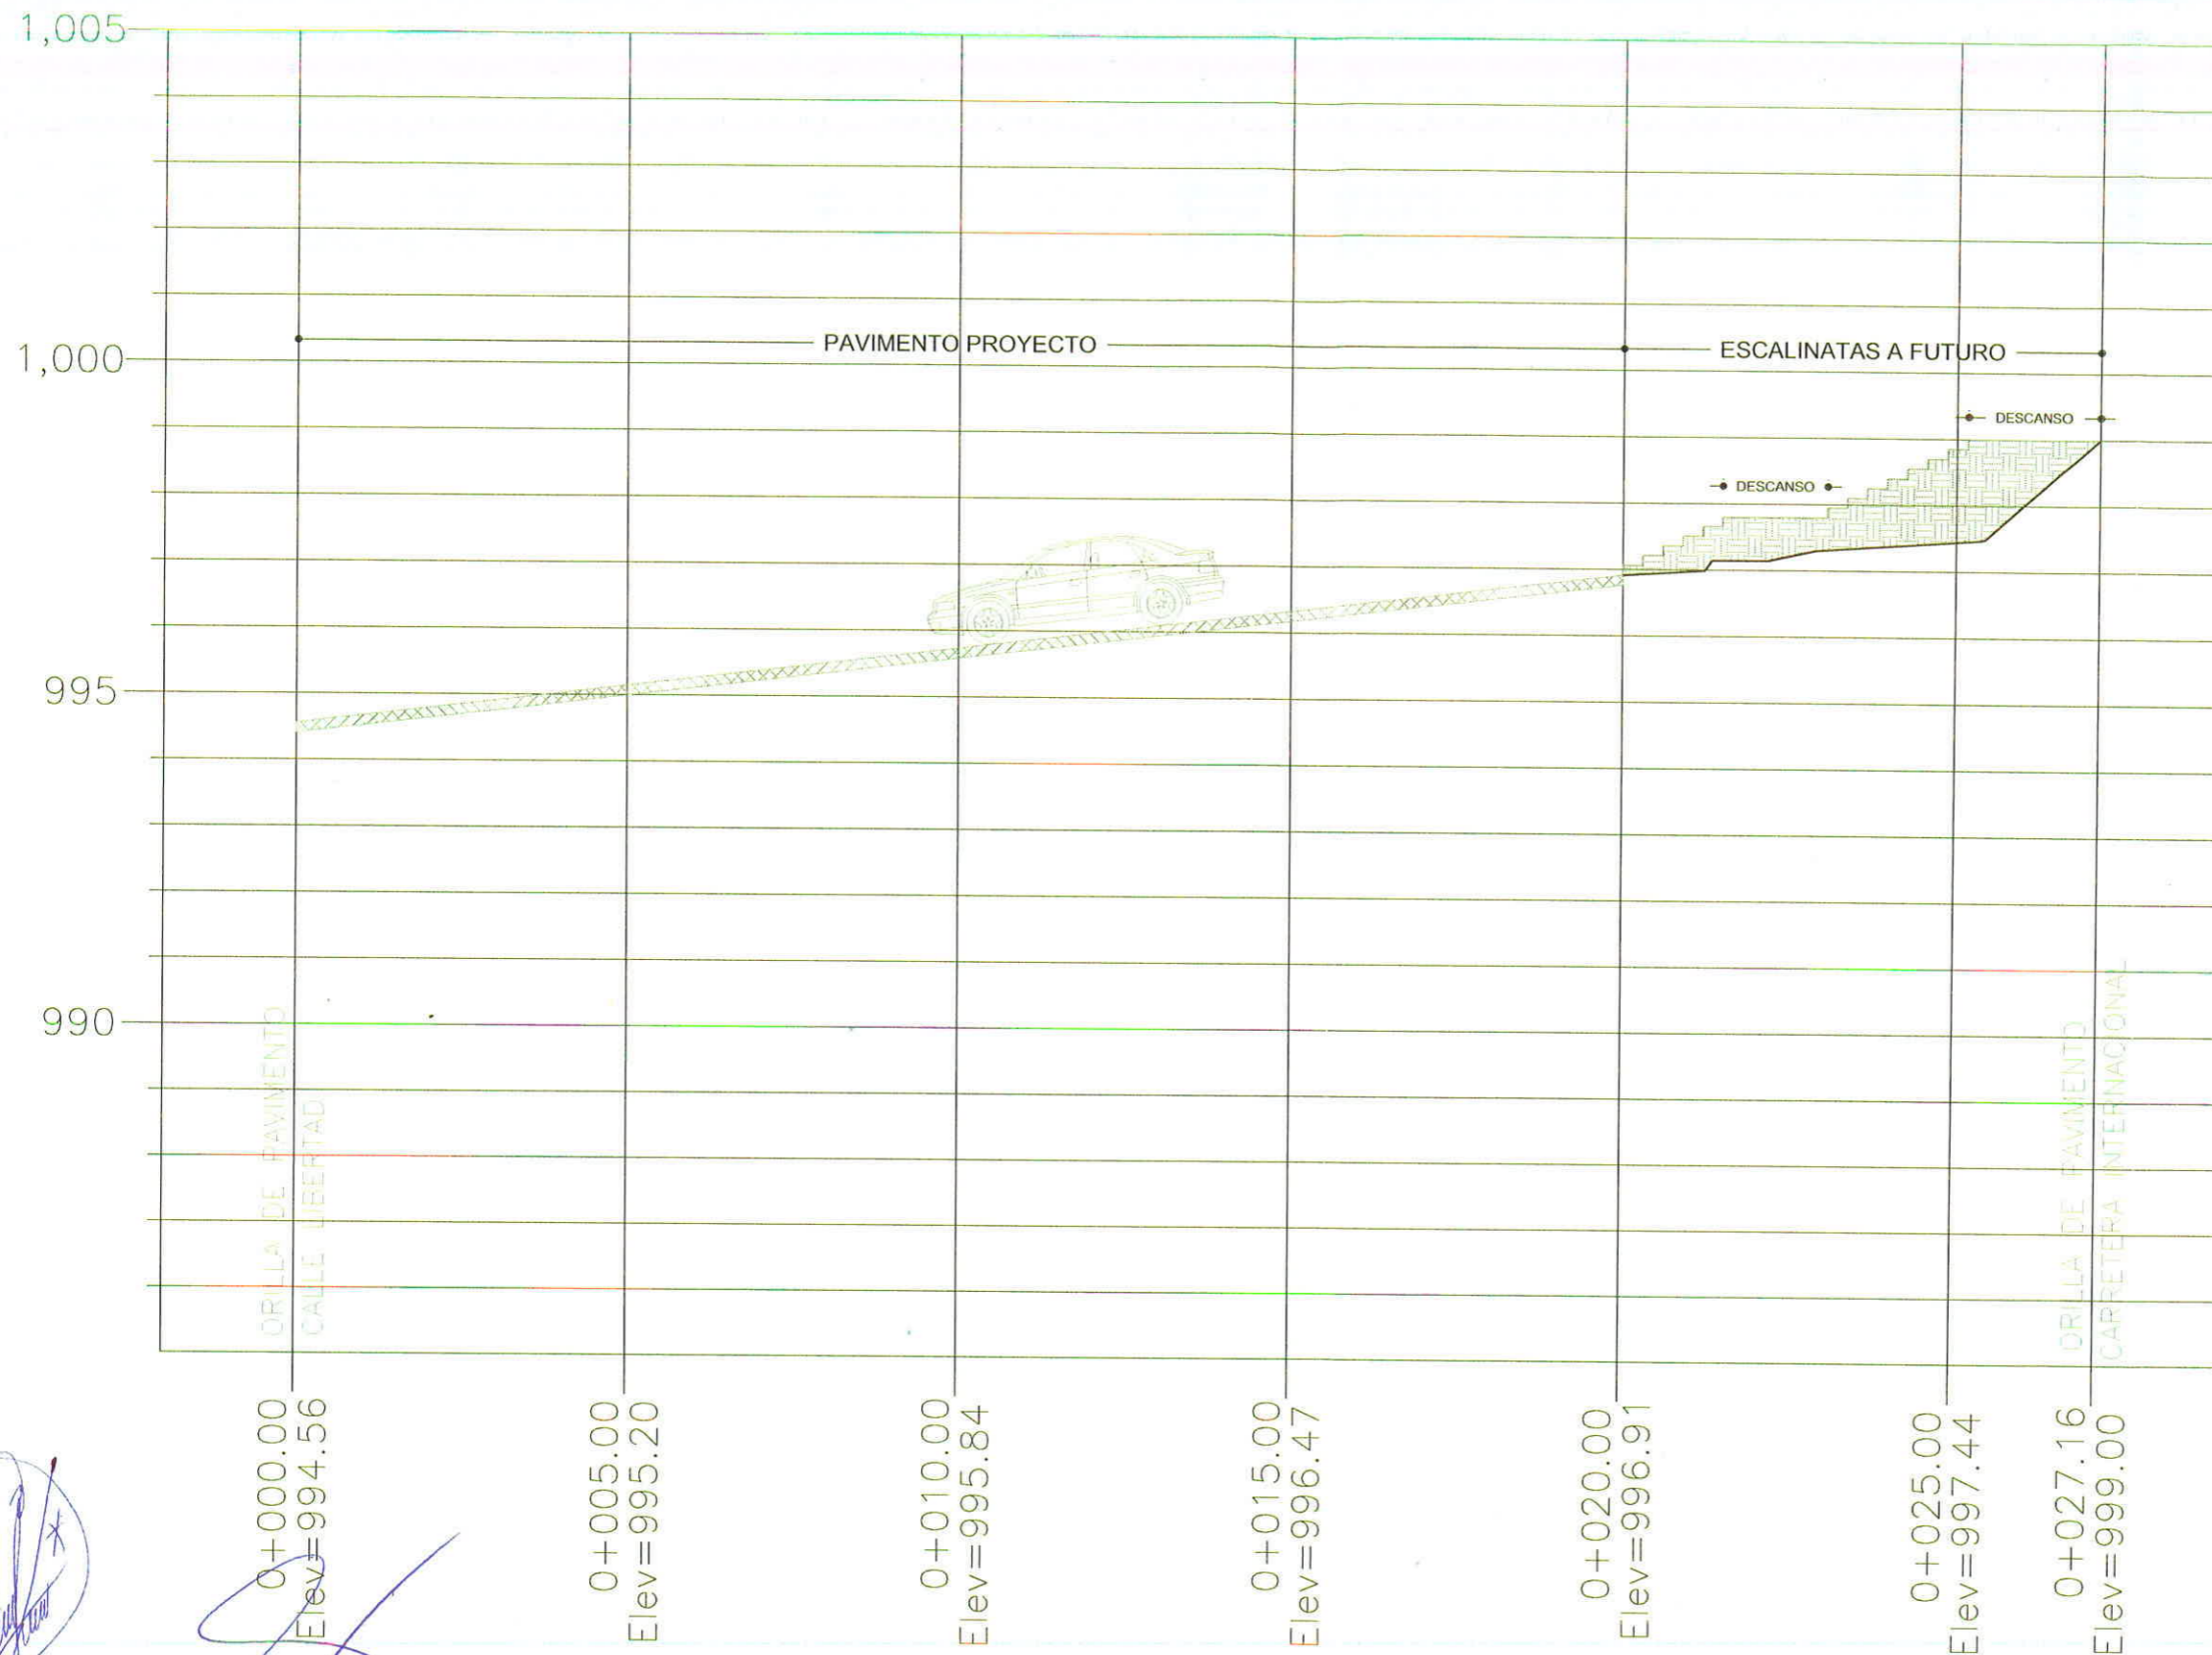 1,005
PAVIMENTO PROYECTO
ESCALINATAS A FUTURO
1,000
DESCANSO
DESCANSO
995
990
ORILLA DE PAVIMENTO
CALLE LIBERTAD
ORILLA DE PAVIMENTO
CARRETERA INTERNACIONAL
0+000.00
Elev=994.56
0+005.00
Elev=995.20
0+010.00
Elev=995.84
0+015.00
Elev=996.47
0+020.00
Elev=996.91
0+025.00
Elev=997.44
0+027.16
Elev=999.00